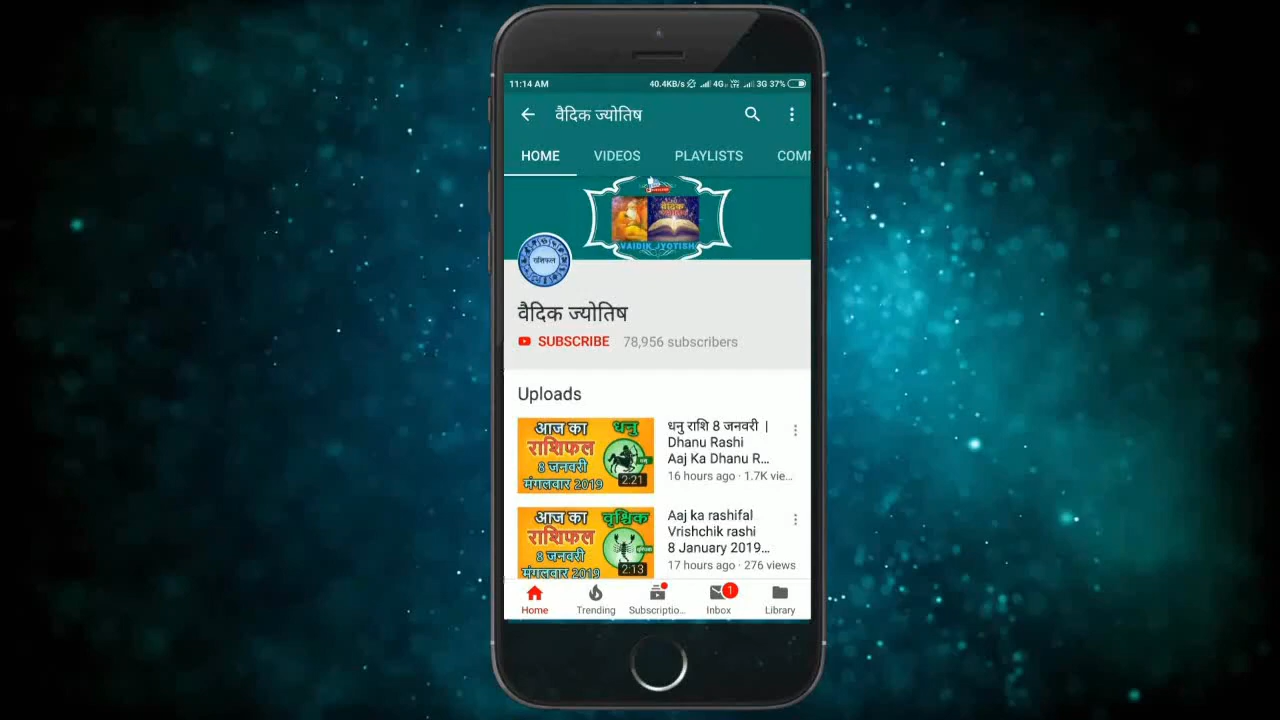 11:14 AM
40.4KB/s 4G VoLTE 3G 37%
वैदिक ज्योतिष
HOME VIDEOS PLAYLISTS COMM
वैदिक
VAIDIK JYOTISH
राशिफल
वैदिक ज्योतिष
SUBSCRIBE 78,956 subscribers
Uploads
आज का धनु
राशिफल
8 जनवरी
मंगलवार 2019
2:21
धनु राशि 8 जनवरी |
Dhanu Rashi
Aaj Ka Dhanu R...
16 hours ago · 1.7K vie...
आज का वृश्चिक
राशिफल
8 जनवरी
मंगलवार 2019
2:13
Aaj ka rashifal
Vrishchik rashi
8 January 2019...
17 hours ago · 276 views
Home Trending Subscriptio... Inbox 1 Library